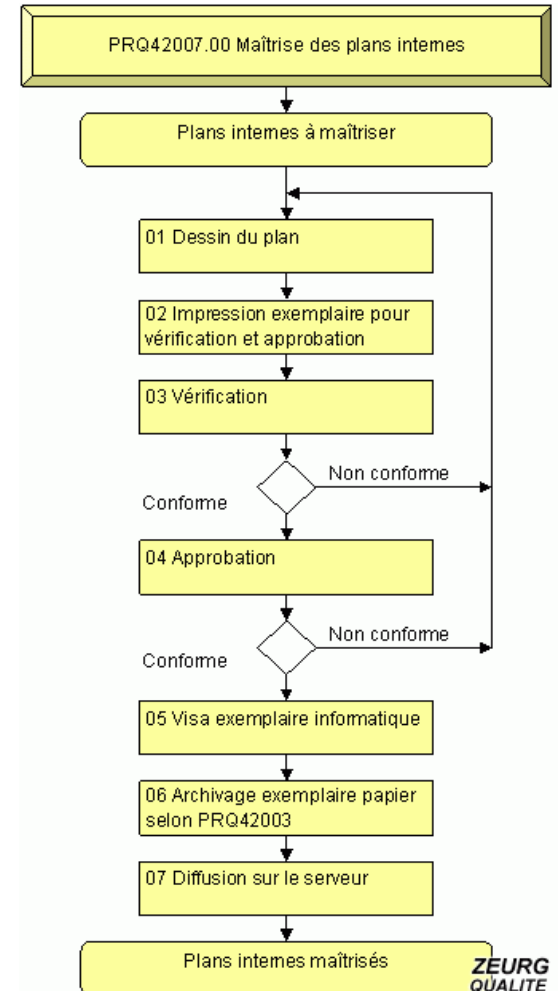 PRQ42007.00 Maîtrise des plans internes
Plans internes à maîtriser
01 Dessin du plan
02 Impression exemplaire pour
vérification et approbation
03 Vérification
Non conforme
Conforme
04 Approbation
Non conforme
Conforme
05 Visa exemplaire informatique
06 Archivage exemplaire papier
selon PRQ42003
07 Diffusion sur le serveur
Plans internes maîtrisés
ZEURG
QUALITE